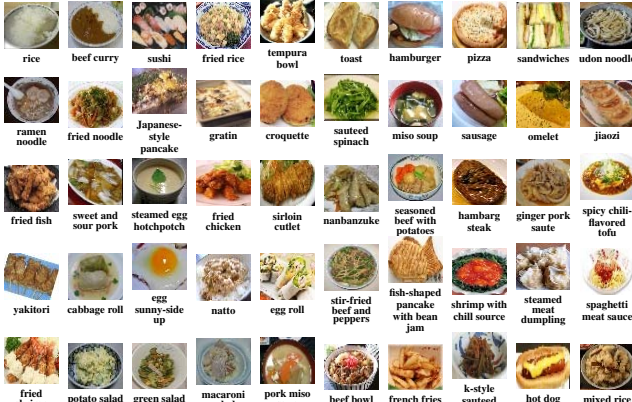 rice
beef curry
sushi
fried rice
tempura
bowl
toast
hamburger
pizza
sandwiches
udon noodle
ramen
noodle
fried noodle
Japanese-
style
pancake
gratin
croquette
sauteed
spinach
miso soup
sausage
omelet
jiaozi
fried fish
sweet and
sour pork
steamed egg
hotchpotch
fried
chicken
sirloin
cutlet
nanbanzuke
seasoned
beef with
potatoes
hambarg
steak
ginger pork
saute
spicy chili-
flavored
tofu
yakitori
cabbage roll
egg
sunny-side
up
natto
egg roll
stir-fried
beef and
peppers
fish-shaped
pancake
with bean
jam
shrimp with
chill source
steamed
meat
dumpling
spaghetti
meat sauce
fried
potato salad
green salad
macaroni
pork miso
beef bowl
french fries
k-style
sauteed
hot dog
mixed rice